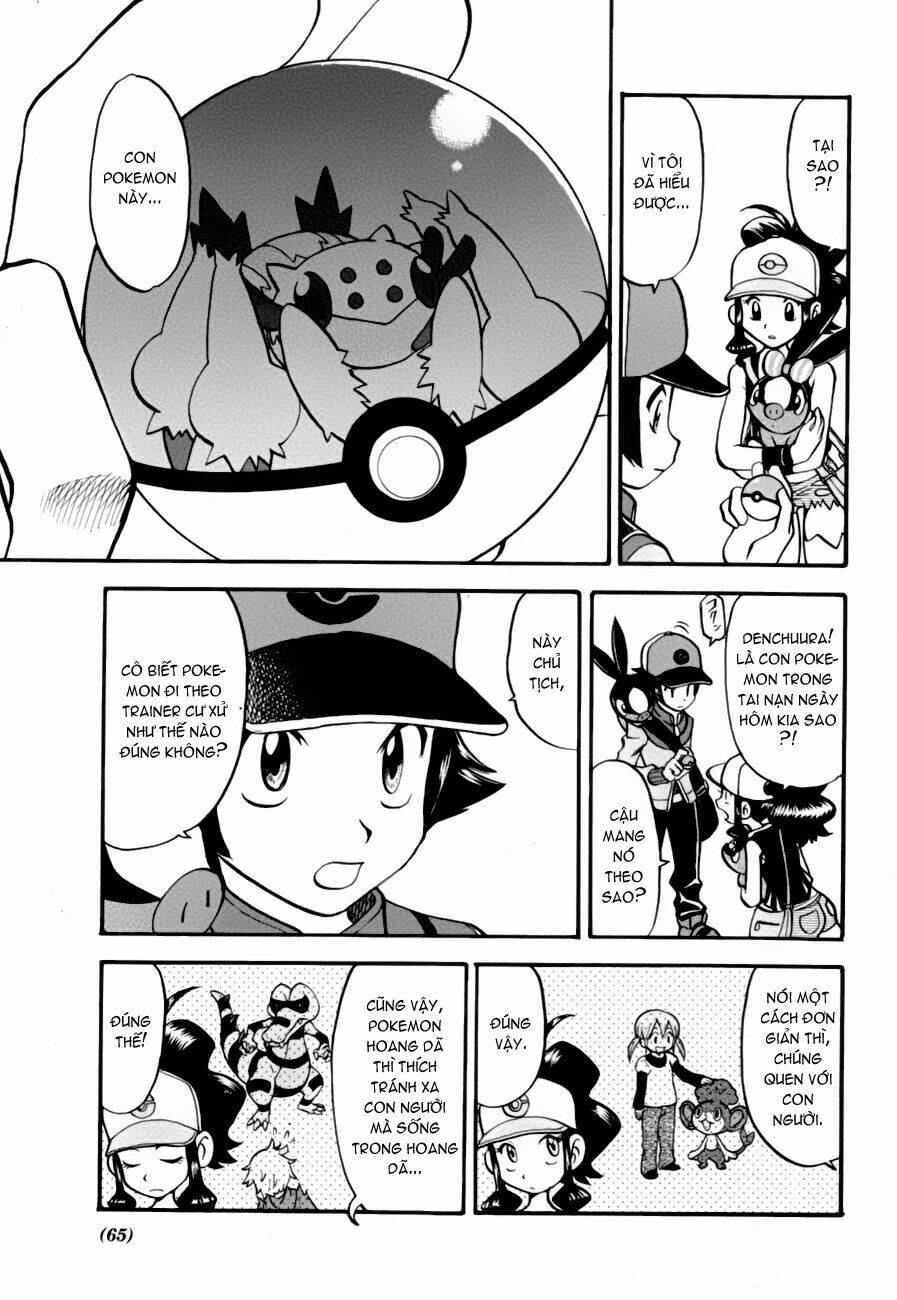 TẠI
SAO
?!
VÌ TÔI
ĐÃ HIỂU
ĐƯỢC...
CON
POKEMON
NÀY...
DENCHUURA!
LÀ CON POKE-
MON TRONG
TAI NẠN NGÀY
HÔM KIA SAO
?!
CẬU
MANG
NÓ
THEO
SAO?
NÀY
CHỦ
TỊCH,
CÔ BIẾT POKE-
MON ĐI THEO
TRAINER CƯ XỬ
NHƯ THẾ NÀO
ĐÚNG KHÔNG?
NÓI MỘT
CÁCH ĐƠN
GIẢN THÌ,
CHÚNG
QUEN VỚI
CON
NGƯỜI.
ĐÚNG
VẬY.
CŨNG VẬY,
POKEMON
HOANG DÃ
THÌ THÍCH
TRÁNH XA
CON NGƯỜI
MÀ SỐNG
TRONG HOANG
DÃ...
ĐÚNG
THẾ!
(65)